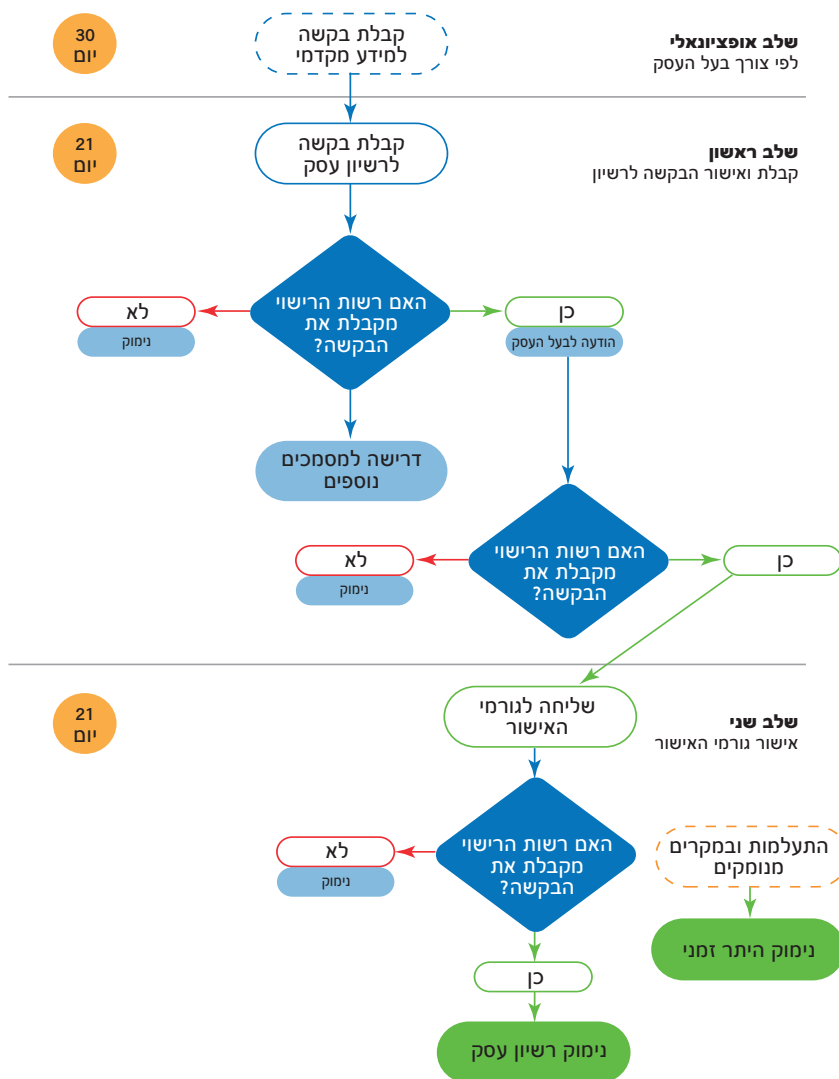 שלב אופציונאלי
לפי צורך בעל העסק
קבלת בקשה
למידע מקדמי
30
יום
שלב ראשון
קבלת ואישור הבקשה לרשיון
קבלת בקשה
לרשיון עסק
21
יום
האם רשות הרישוי
מקבלת את
הבקשה?
כן
הודעה לבעל העסק
לא
נימוק
דרישה למסמכים
נוספים
האם רשות הרישוי
מקבלת את
הבקשה?
כן
לא
נימוק
שלב שני
אישור גורמי האישור
שליחה לגורמי
האישור
21
יום
האם רשות הרישוי
מקבלת את
הבקשה?
לא
נימוק
התעלמות ובמקרים
מנומקים
נימוק היתר זמני
כן
נימוק רשיון עסק